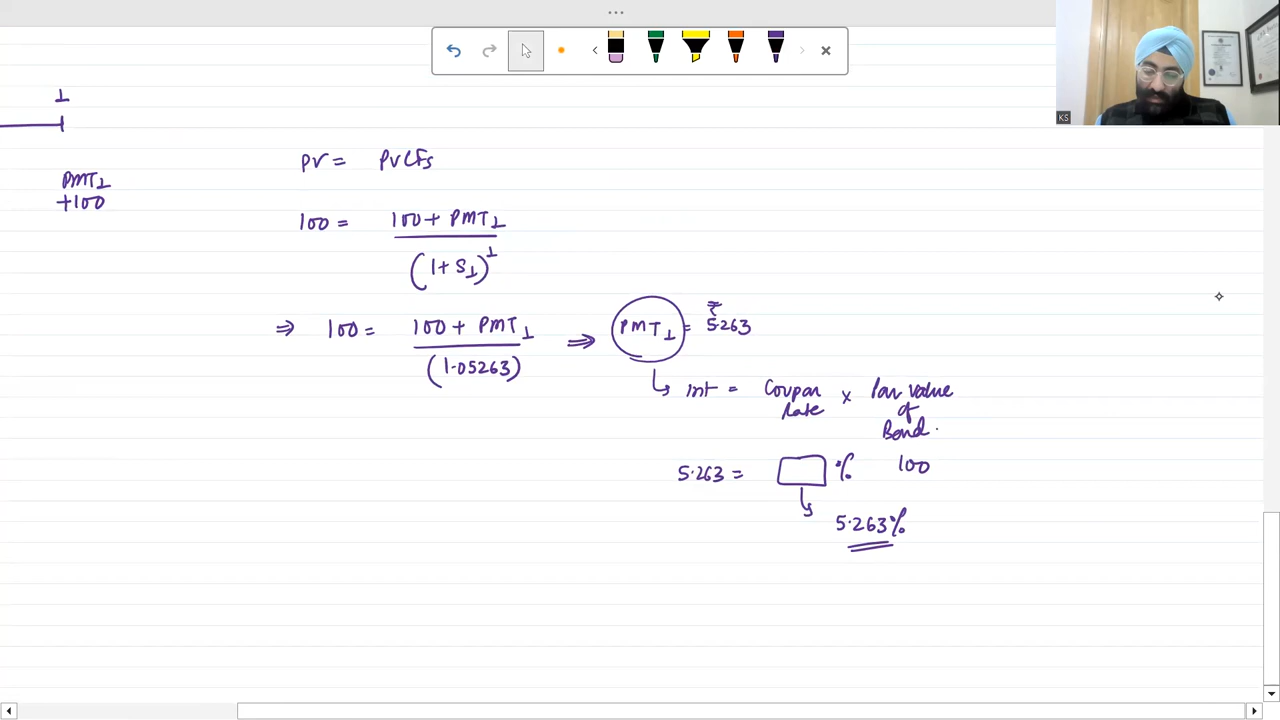 1
PMT1
+100
PV = PVCFs
100 = 100 + PMT1
(1 + S1)^1
⇒ 100 = 100 + PMT1 ⇒ PMT1 = ₹ 5.263
(1.05263)
↳ int = Coupon Rate × Par value of Bond.
5.263 = % 100
↳ 5.263%
KS